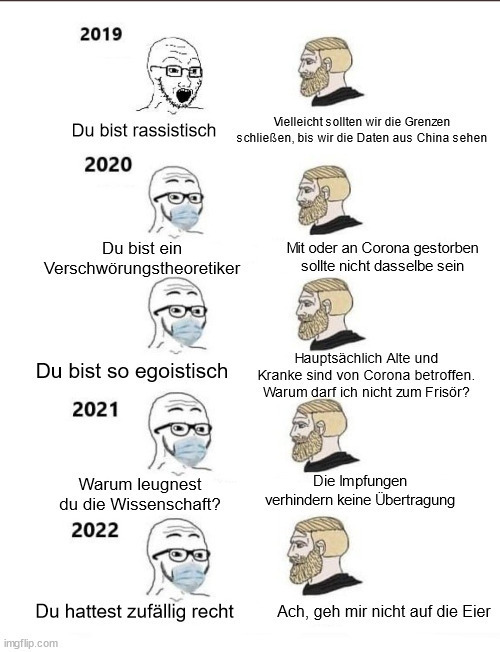 2019
Du bist rassistisch
Vielleicht sollten wir die Grenzen
schließen, bis wir die Daten aus China sehen
2020
Du bist ein
Verschwörungstheoretiker
Mit oder an Corona gestorben
sollte nicht dasselbe sein
Du bist so egoistisch
Hauptsächlich Alte und
Kranke sind von Corona betroffen.
Warum darf ich nicht zum Frisör?
2021
Warum leugnest
du die Wissenschaft?
Die Impfungen
verhindern keine Übertragung
2022
Du hattest zufällig recht
Ach, geh mir nicht auf die Eier
imgflip.com